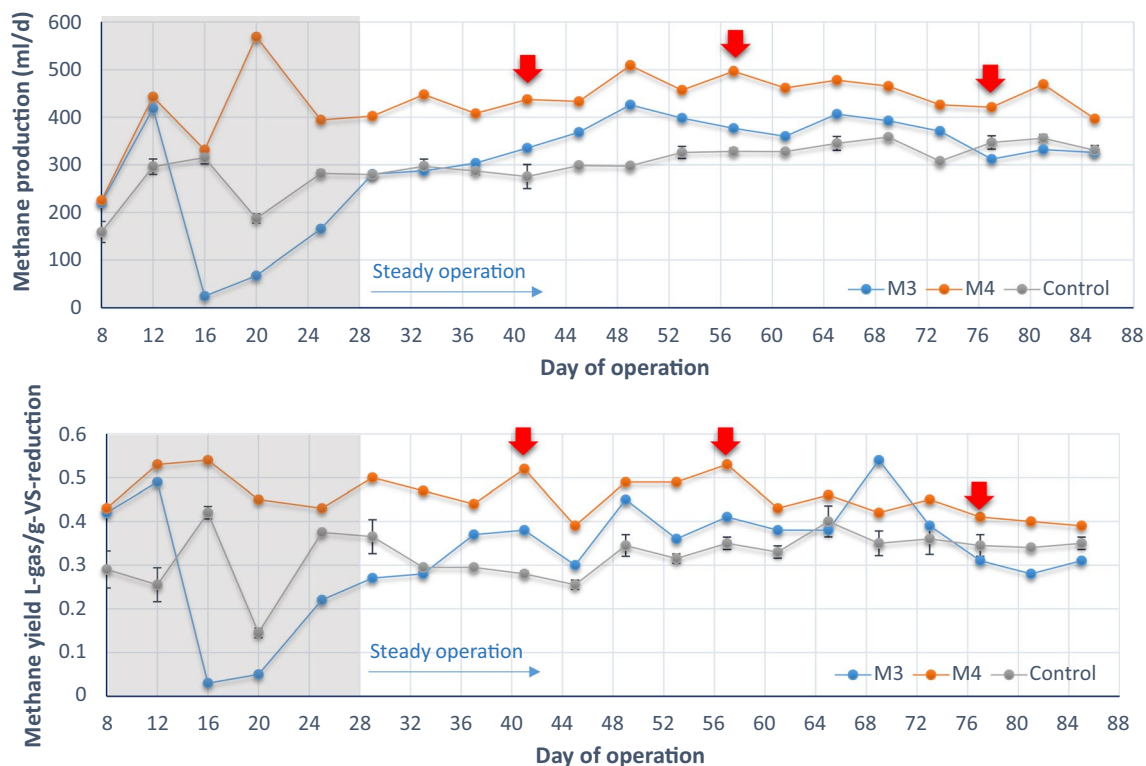 Methane production (ml/d)
600
500
400
300
200
100
0
Steady operation
M3 M4 Control
8 12 16 20 24 28 32 36 40 44 48 52 56 60 64 68 72 76 80 84 88
Day of operation
Methane yield L-gas/g-VS-reduction
0.6
0.5
0.4
0.3
0.2
0.1
0
Steady operation
M3 M4 Control
8 12 16 20 24 28 32 36 40 44 48 52 56 60 64 68 72 76 80 84 88
Day of operation